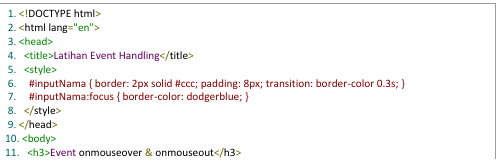 1. <!DOCTYPE html>
2. <html lang="en">
3. <head>
4. <title>Latihan Event Handling</title>
5. <style>
6. #inputNama { border: 2px solid #ccc; padding: 8px; transition: border-color 0.3s; }
7. #inputNama:focus { border-color: dodgerblue; }
8. </style>
9. </head>
10. <body>
11. <h3>Event onmouseover & onmouseout</h3>